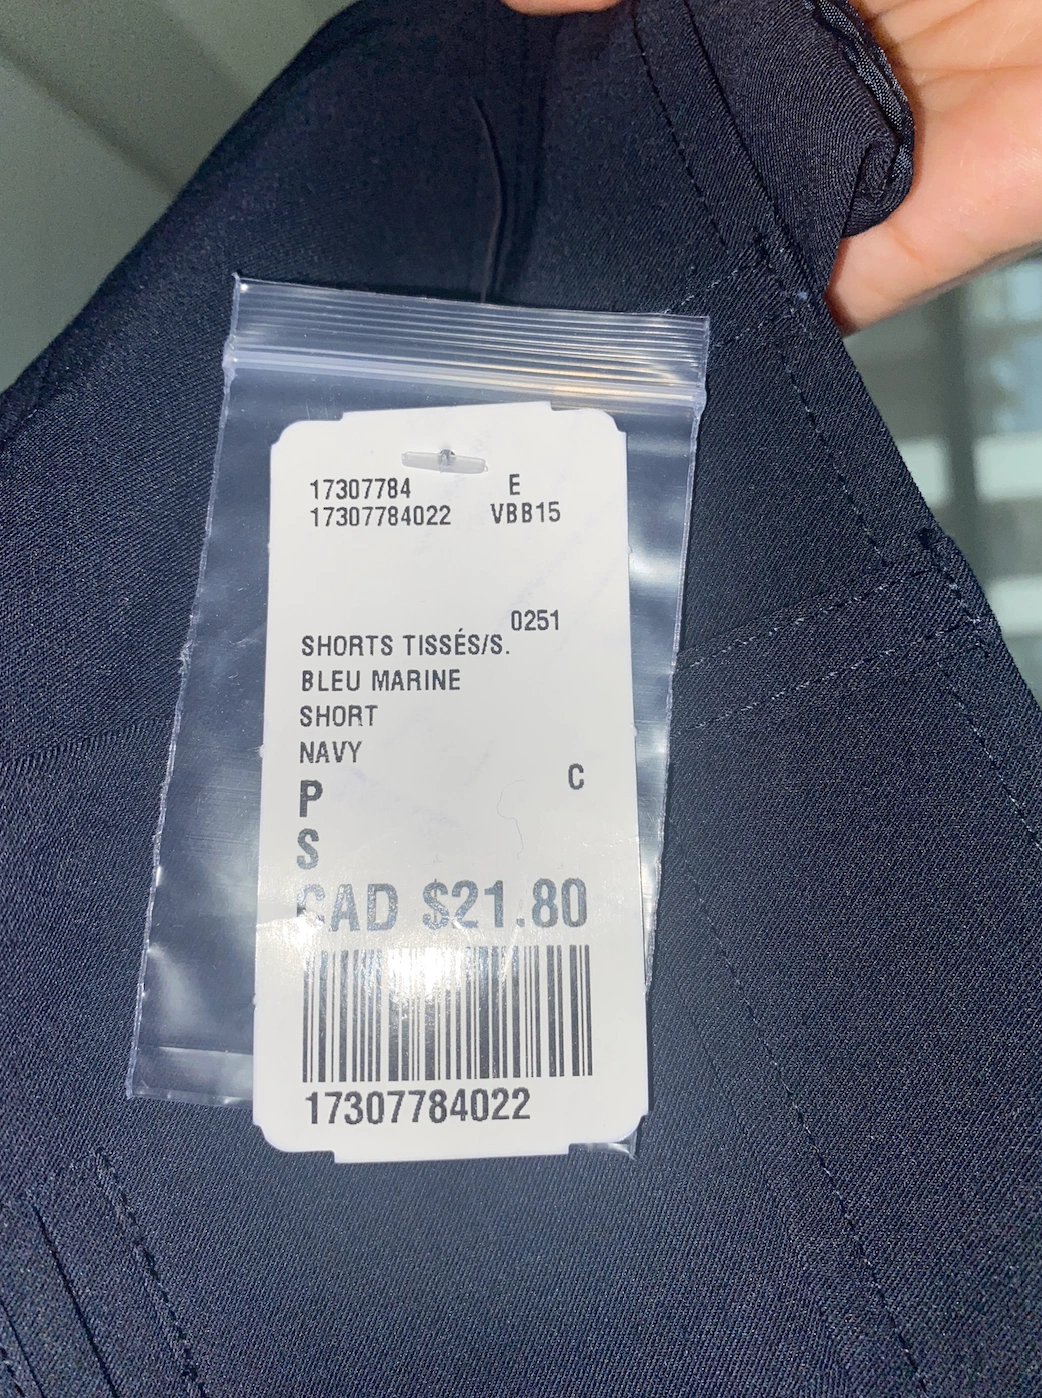 17307784 E
17307784022 VBB15
0251
SHORTS TISSÉS/S.
BLEU MARINE
SHORT
NAVY
P C
S
CAD $21.80
17307784022